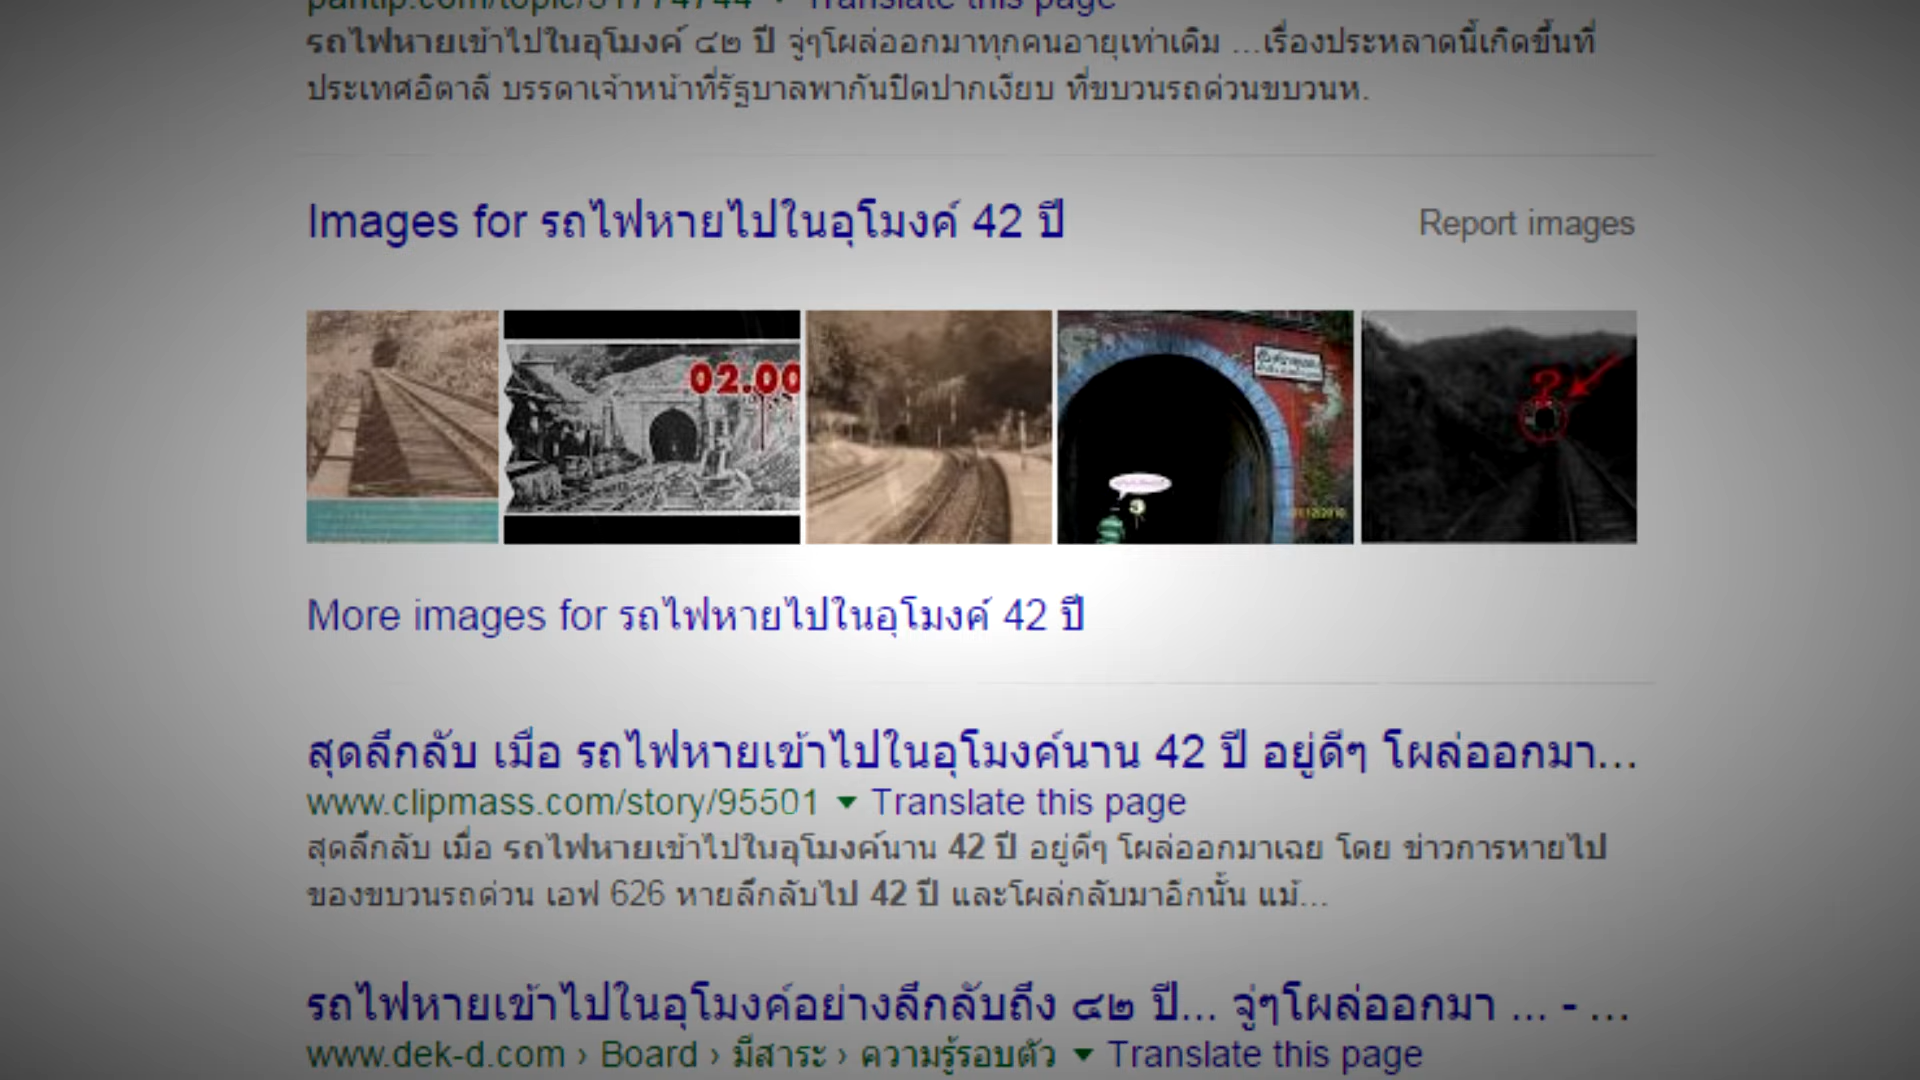 Translate this page
รถไฟหายเข้าไปในอุโมงค์ ๔๒ ปี จู่ๆโผล่ออกมาทุกคนอายุเท่าเดิม ...เรื่องประหลาดนี้เกิดขึ้นที่
ประเทศอิตาลี บรรดาเจ้าหน้าที่รัฐบาลพากันปิดปากเงียบ ที่ขบวนรถด่วนขบวนห.
Images for รถไฟหายไปในอุโมงค์ 42 ปี
Report images
02.00
?
More images for รถไฟหายไปในอุโมงค์ 42 ปี
สุดลึกลับ เมื่อ รถไฟหายเข้าไปในอุโมงค์นาน 42 ปี อยู่ดีๆ โผล่ออกมา...
www.clipmass.com/story/95501 ▼ Translate this page
สุดลึกลับ เมื่อ รถไฟหายเข้าไปในอุโมงค์นาน 42 ปี อยู่ดีๆ โผล่ออกมาเฉย โดย ข่าวการหายไป
ของขบวนรถด่วน เอฟ 626 หายลึกลับไป 42 ปี และโผล่กลับมาอีกนั้น แม้...
รถไฟหายเข้าไปในอุโมงค์อย่างลึกลับถึง ๔๒ ปี... จู่ๆโผล่ออกมา ... - ...
www.dek-d.com › Board › มีสาระ › ความรู้รอบตัว ▼ Translate this page